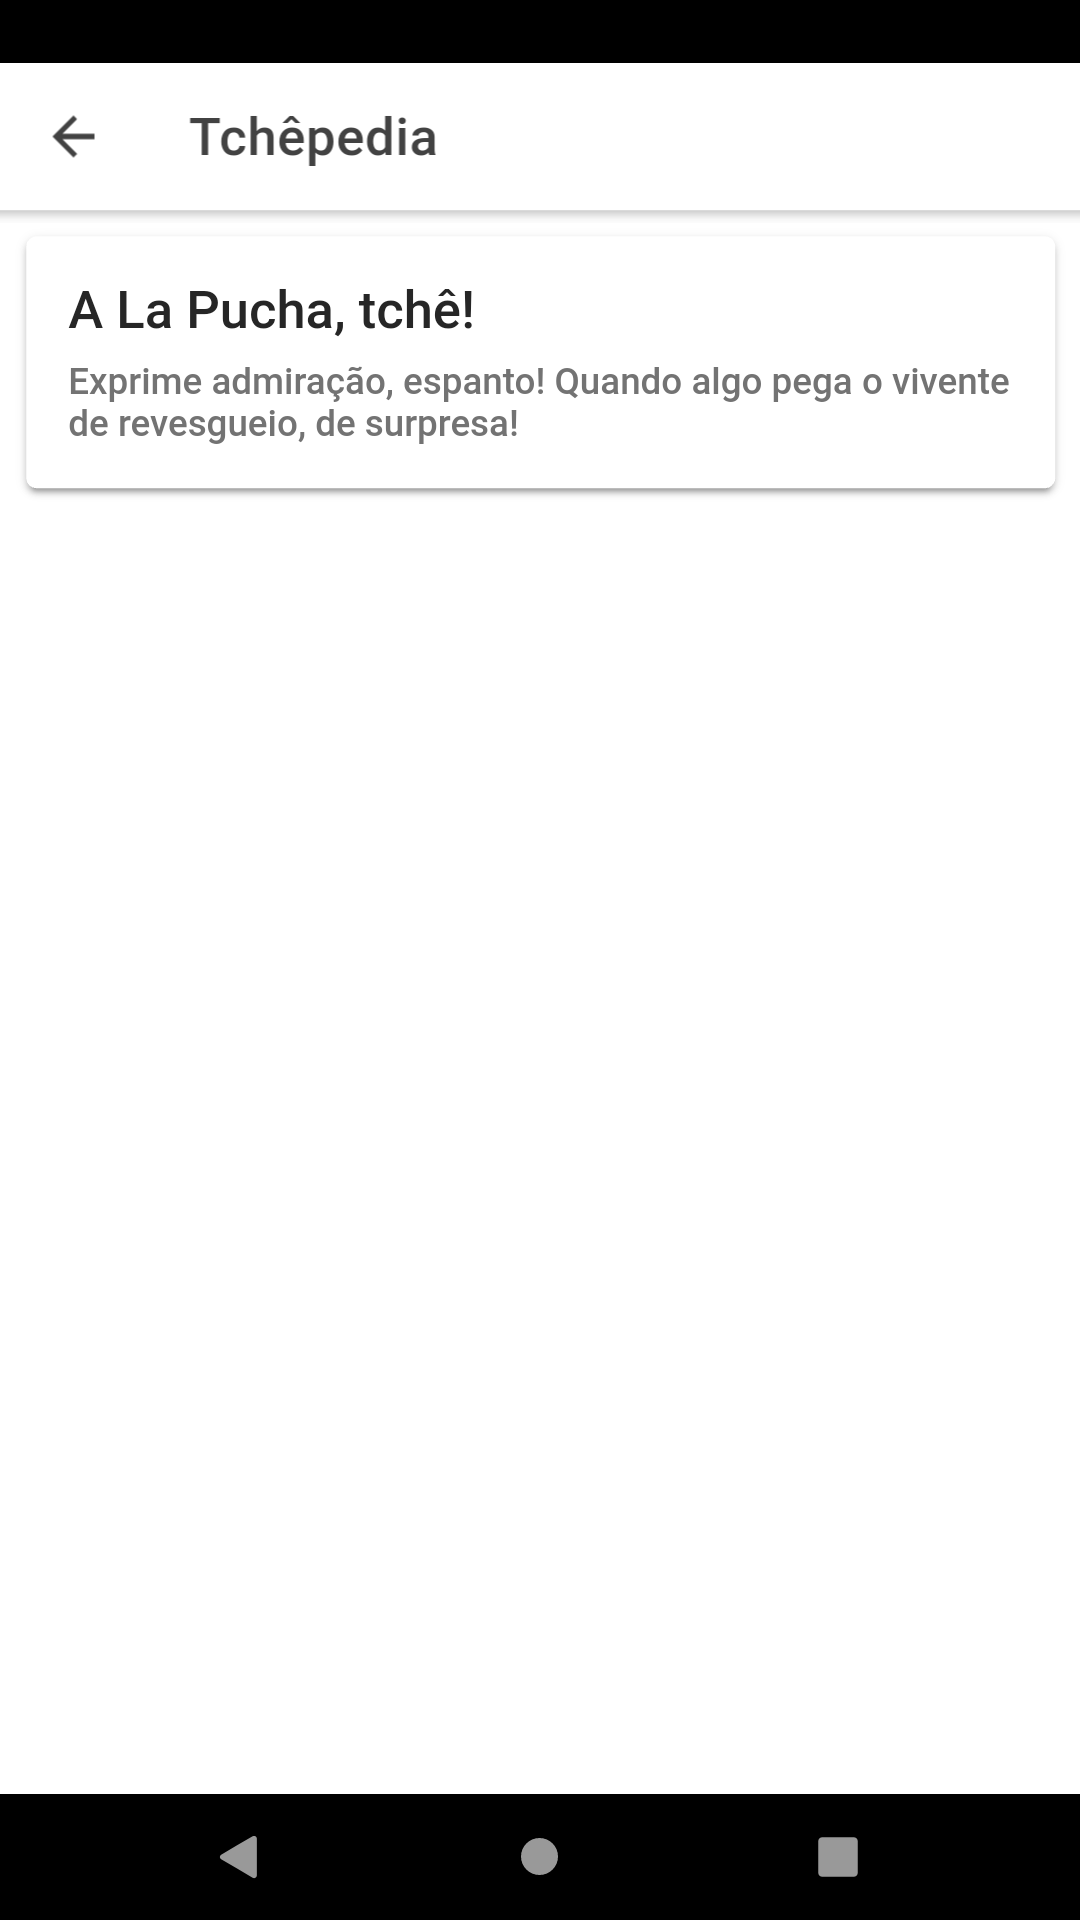 Tchêpedia
A La Pucha, tchê!
Exprime admiração, espanto! Quando algo pega o vivente
de revesgueio, de surpresa!